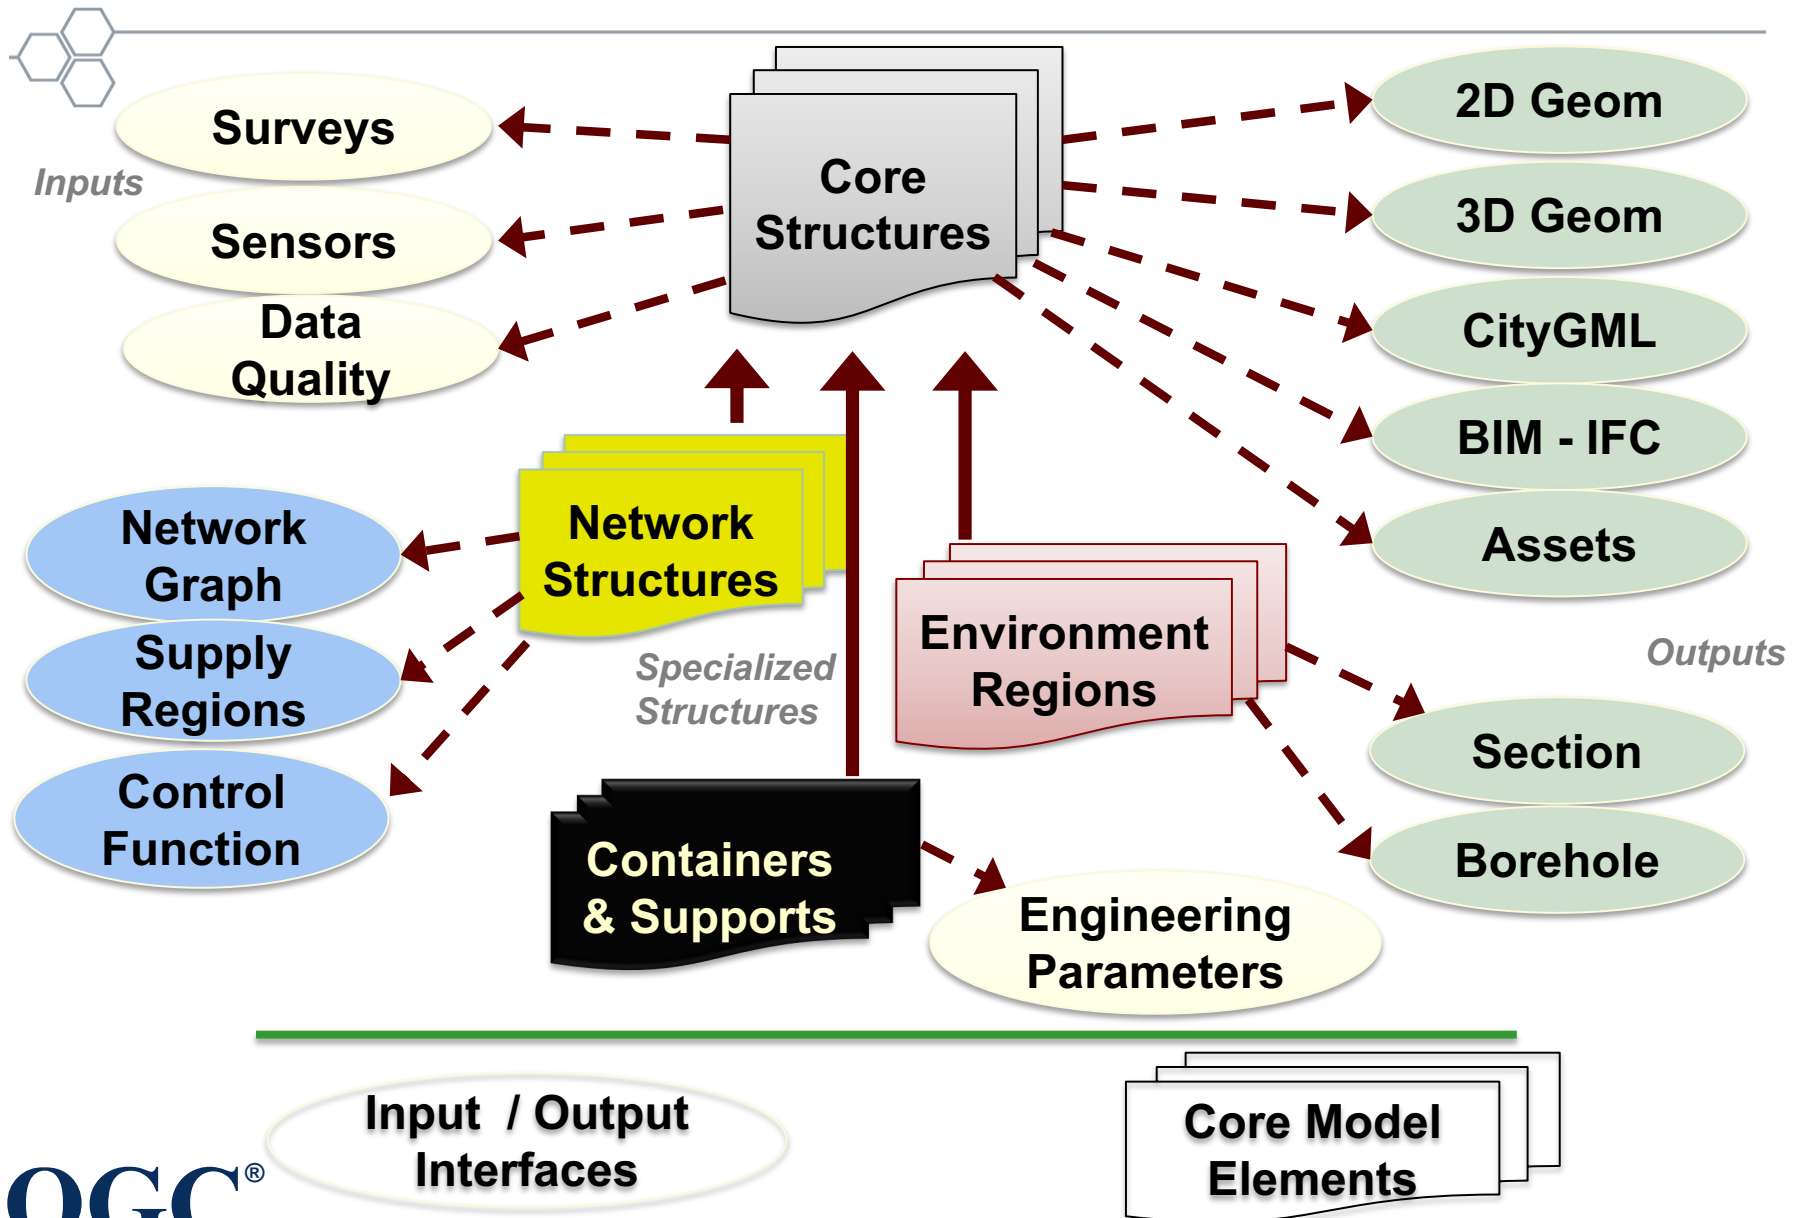 Surveys
Inputs
Sensors
Data
Quality
Core
Structures
2D Geom
3D Geom
CityGML
BIM - IFC
Assets
Network
Structures
Network
Graph
Supply
Regions
Control
Function
Specialized
Structures
Environment
Regions
Outputs
Section
Borehole
Containers
& Supports
Engineering
Parameters
Input / Output
Interfaces
Core Model
Elements
OGC®